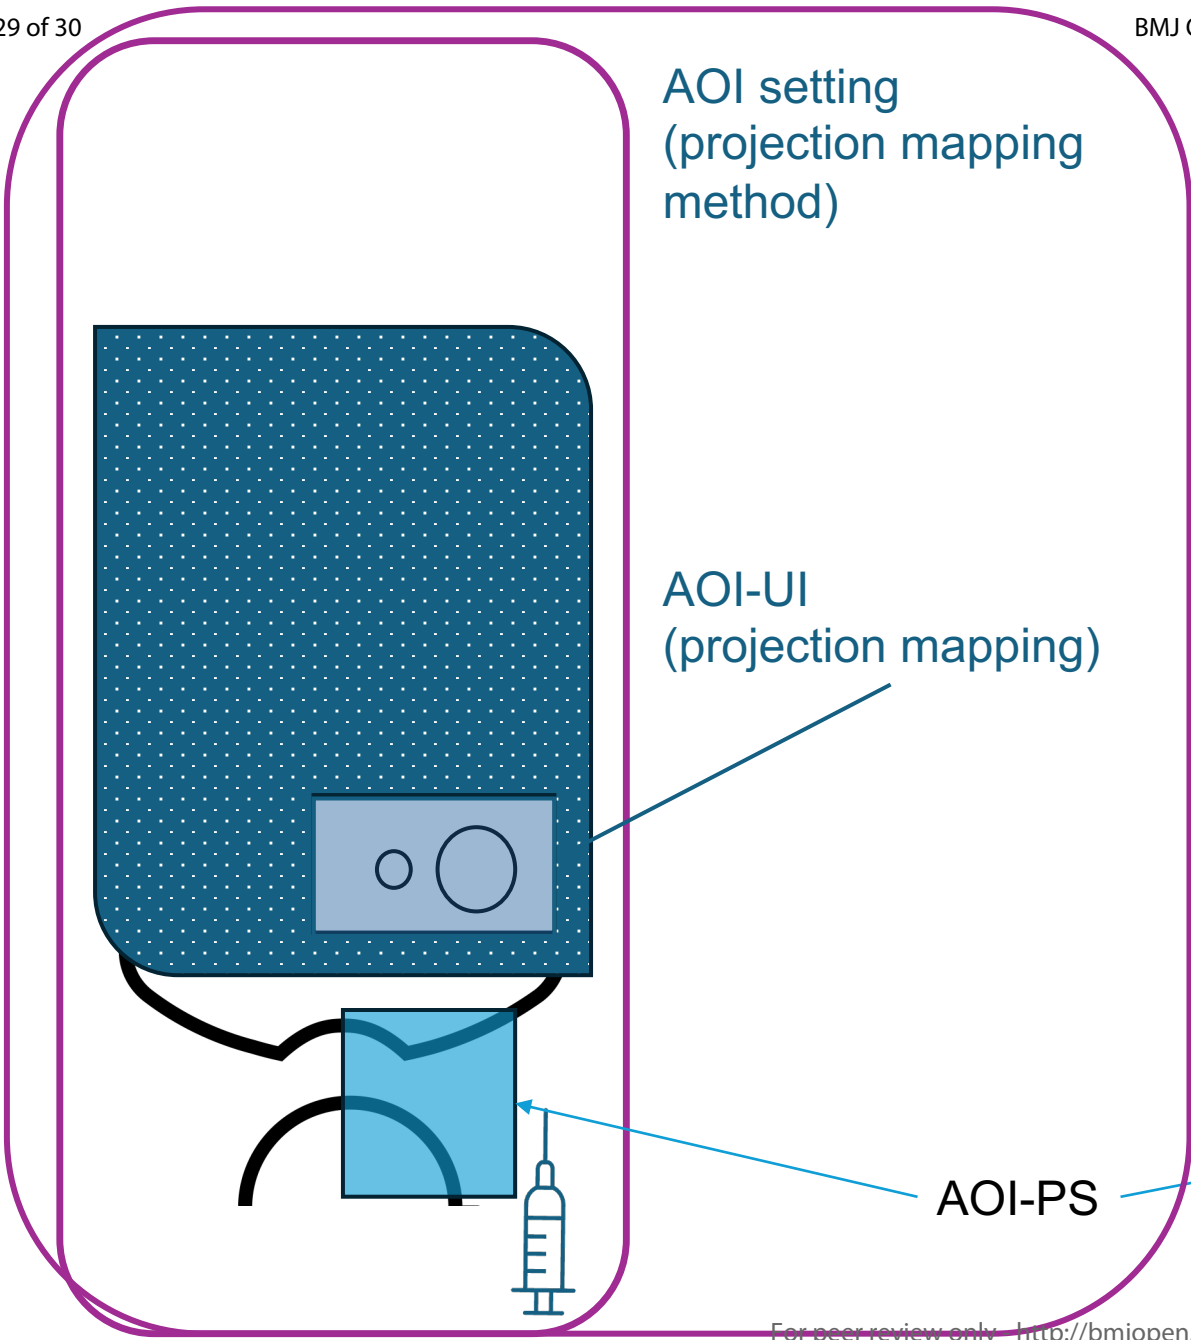 29 of 30
BMJ
AOI setting
(projection mapping
method)
AOI-UI
(projection mapping)
AOI-PS
For peer review only - http://bmjopen